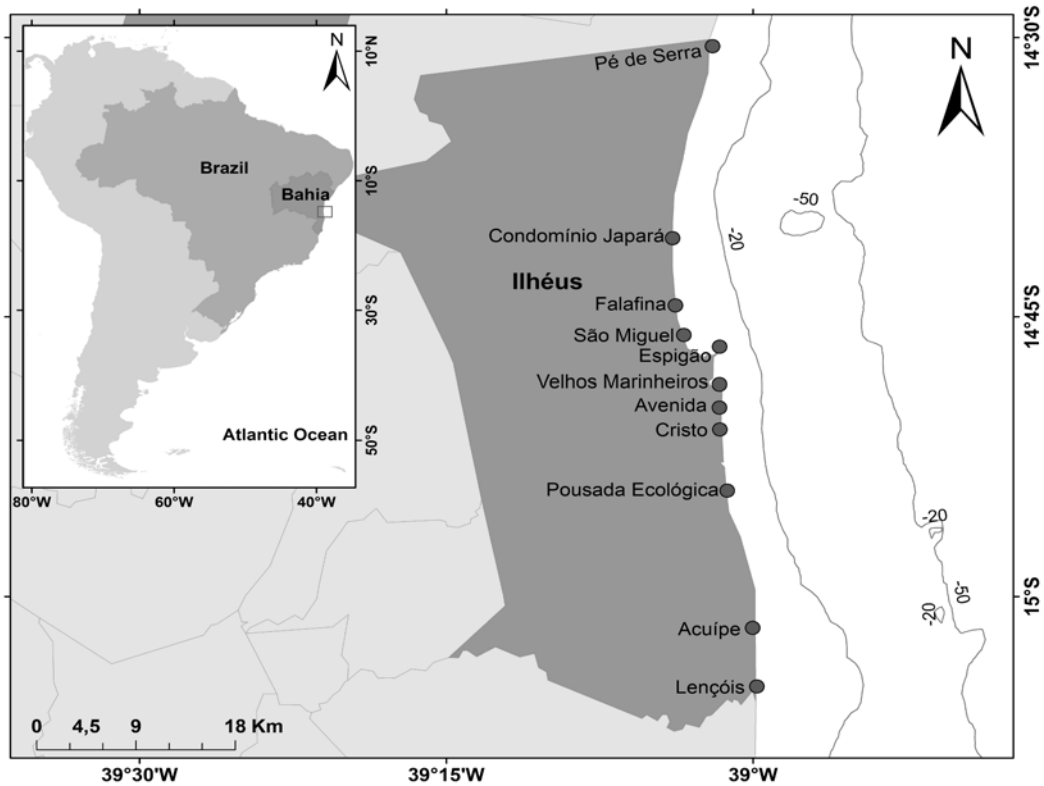 N
10°N
Brazil
10°S
Bahia
30°S
Atlantic Ocean
50°S
80°W
60°W
40°W
Pé de Serra
N
14°30'S
-50
-20
Condomínio Japará
Ilhéus
Falafina
14°45'S
São Miguel
Espigão
Velhos Marinheiros
Avenida
Cristo
Pousada Ecológica
-20
-50
15°S
-20
Acuípe
Lençóis
0 4,5 9 18 Km
39°30'W
39°15'W
39°W